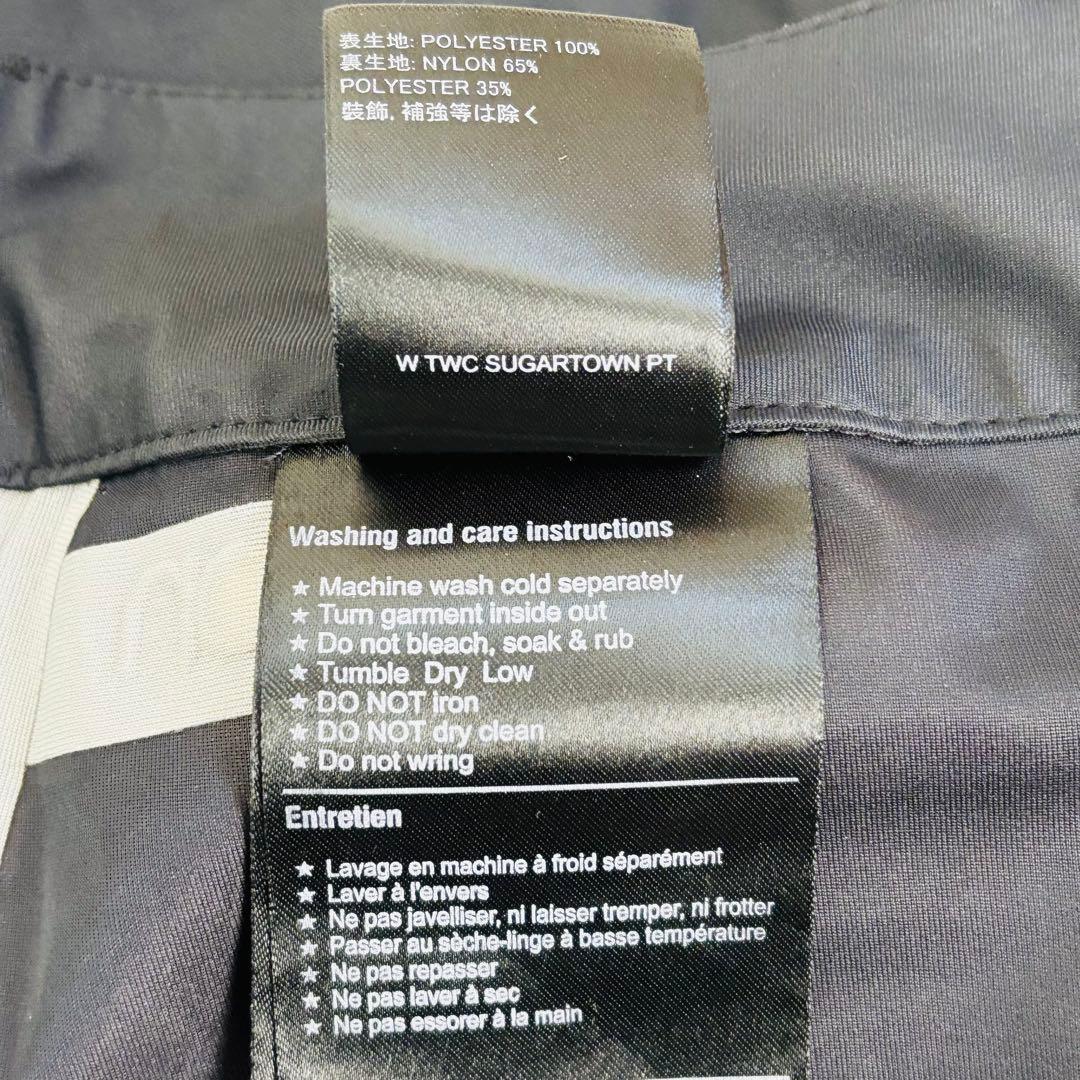 表生地: POLYESTER 100%
裏生地: NYLON 65%
POLYESTER 35%
装飾,補強等は除く
W TWC SUGARTOWN PT
Washing and care instructions
★ Machine wash cold separately
★ Turn garment inside out
★ Do not bleach, soak & rub
★ Tumble Dry Low
★ DO NOT iron
★ DO NOT dry clean
★ Do not wring
Entretien
★ Lavage en machine à froid séparément
★ Laver à l'envers
★ Ne pas javelliser, ni laisser tremper, ni frotter
★ Passer au sèche-linge à basse température
★ Ne pas repasser
★ Ne pas laver à sec
★ Ne pas essorer à la main